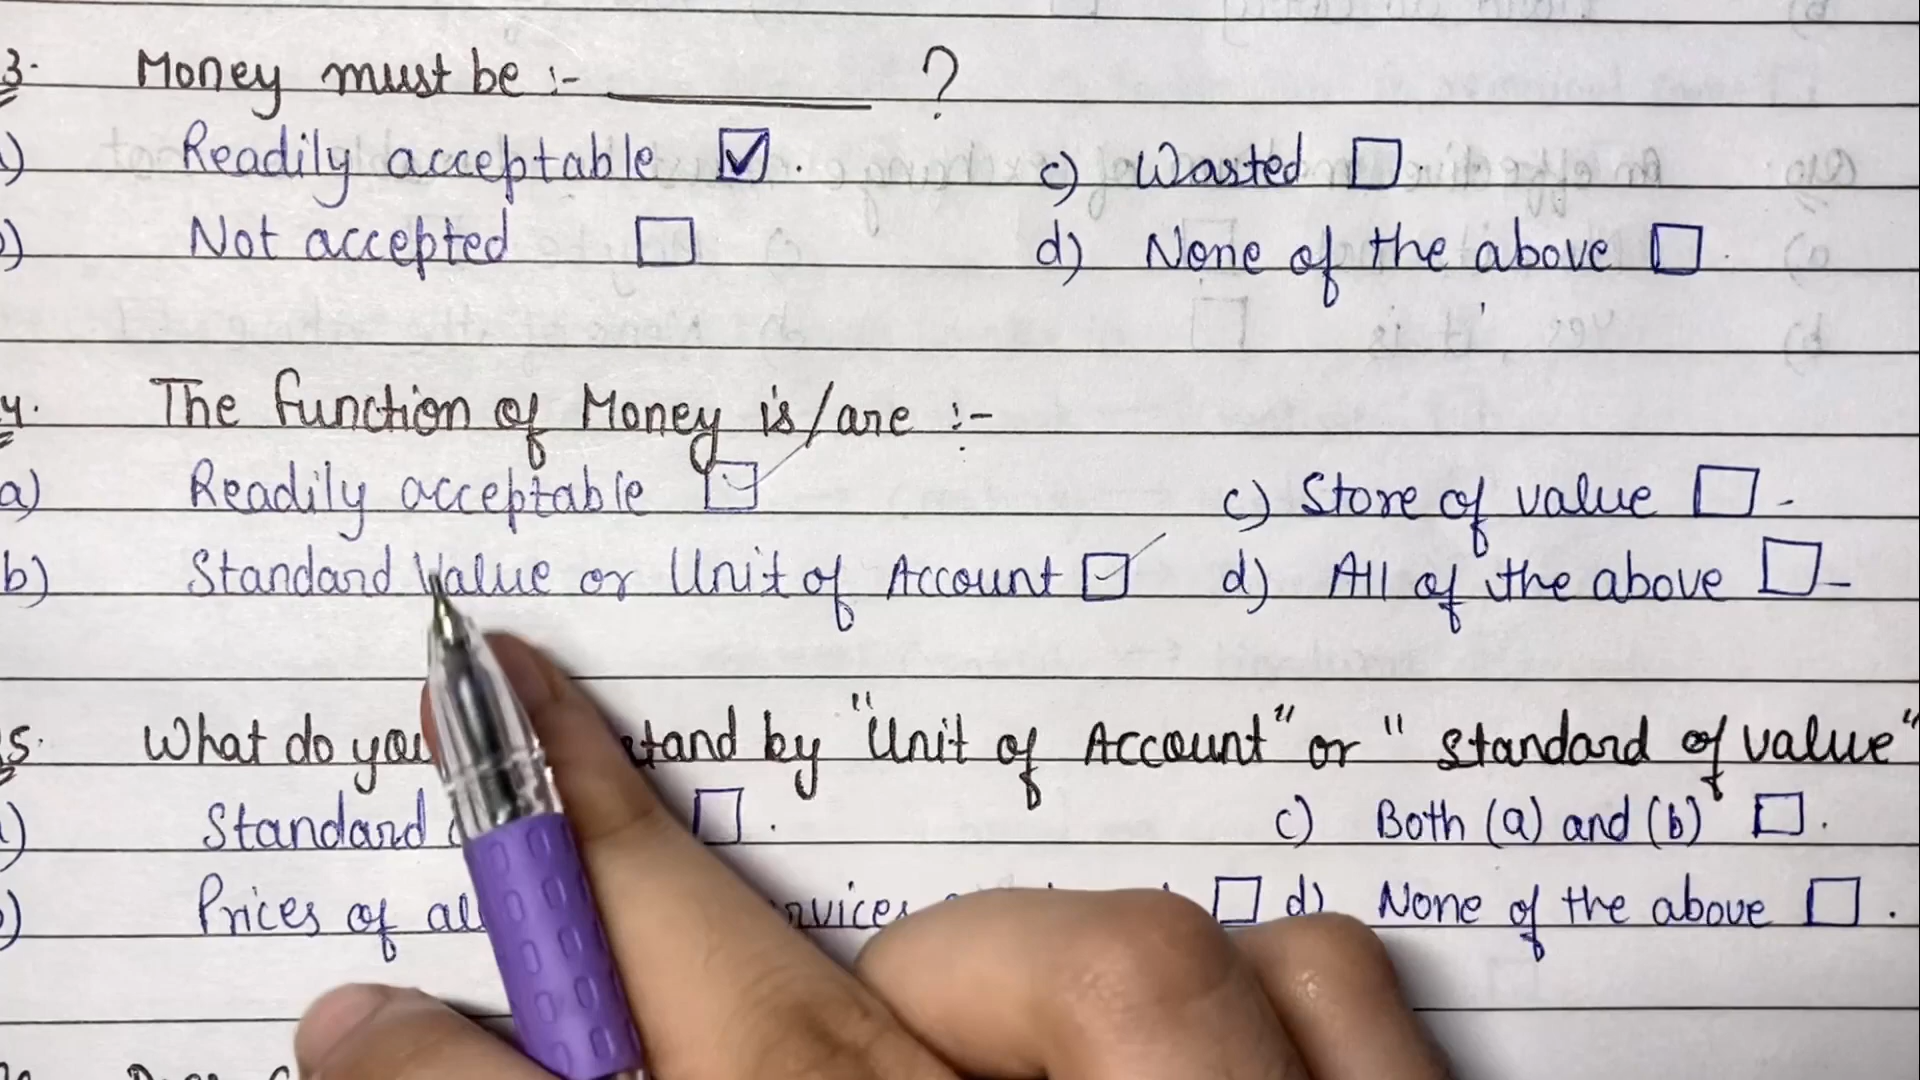 3. Money must be :- ________ ?
Readily acceptable ☑. c) Wasted ☐.
Not accepted ☐ d) None of the above ☐.
4. The function of Money is/are :-
a) Readily acceptable ☑ c) Store of value ☐ -
b) Standard Value or Unit of Account ☑ d) All of the above ☐ -
5. What do you stand by "Unit of Account" or "Standard of value"
Standard ☐. c) Both (a) and (b) ☐.
Prices of all ☐ d) None of the above ☐.